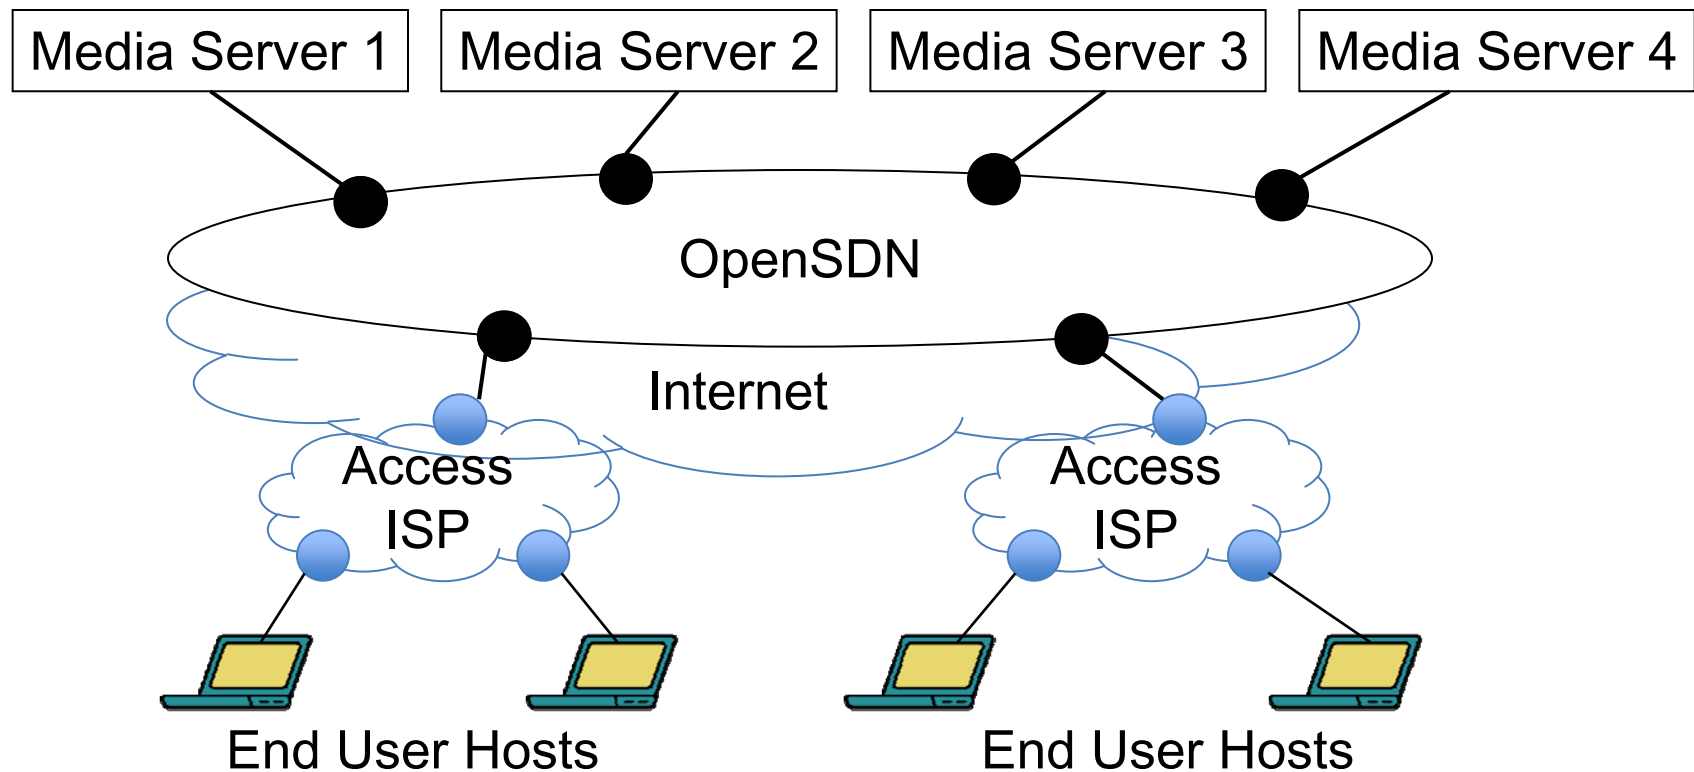 Media Server 1
Media Server 2
Media Server 3
Media Server 4
OpenSDN
Internet
Access
ISP
Access
ISP
End User Hosts
End User Hosts